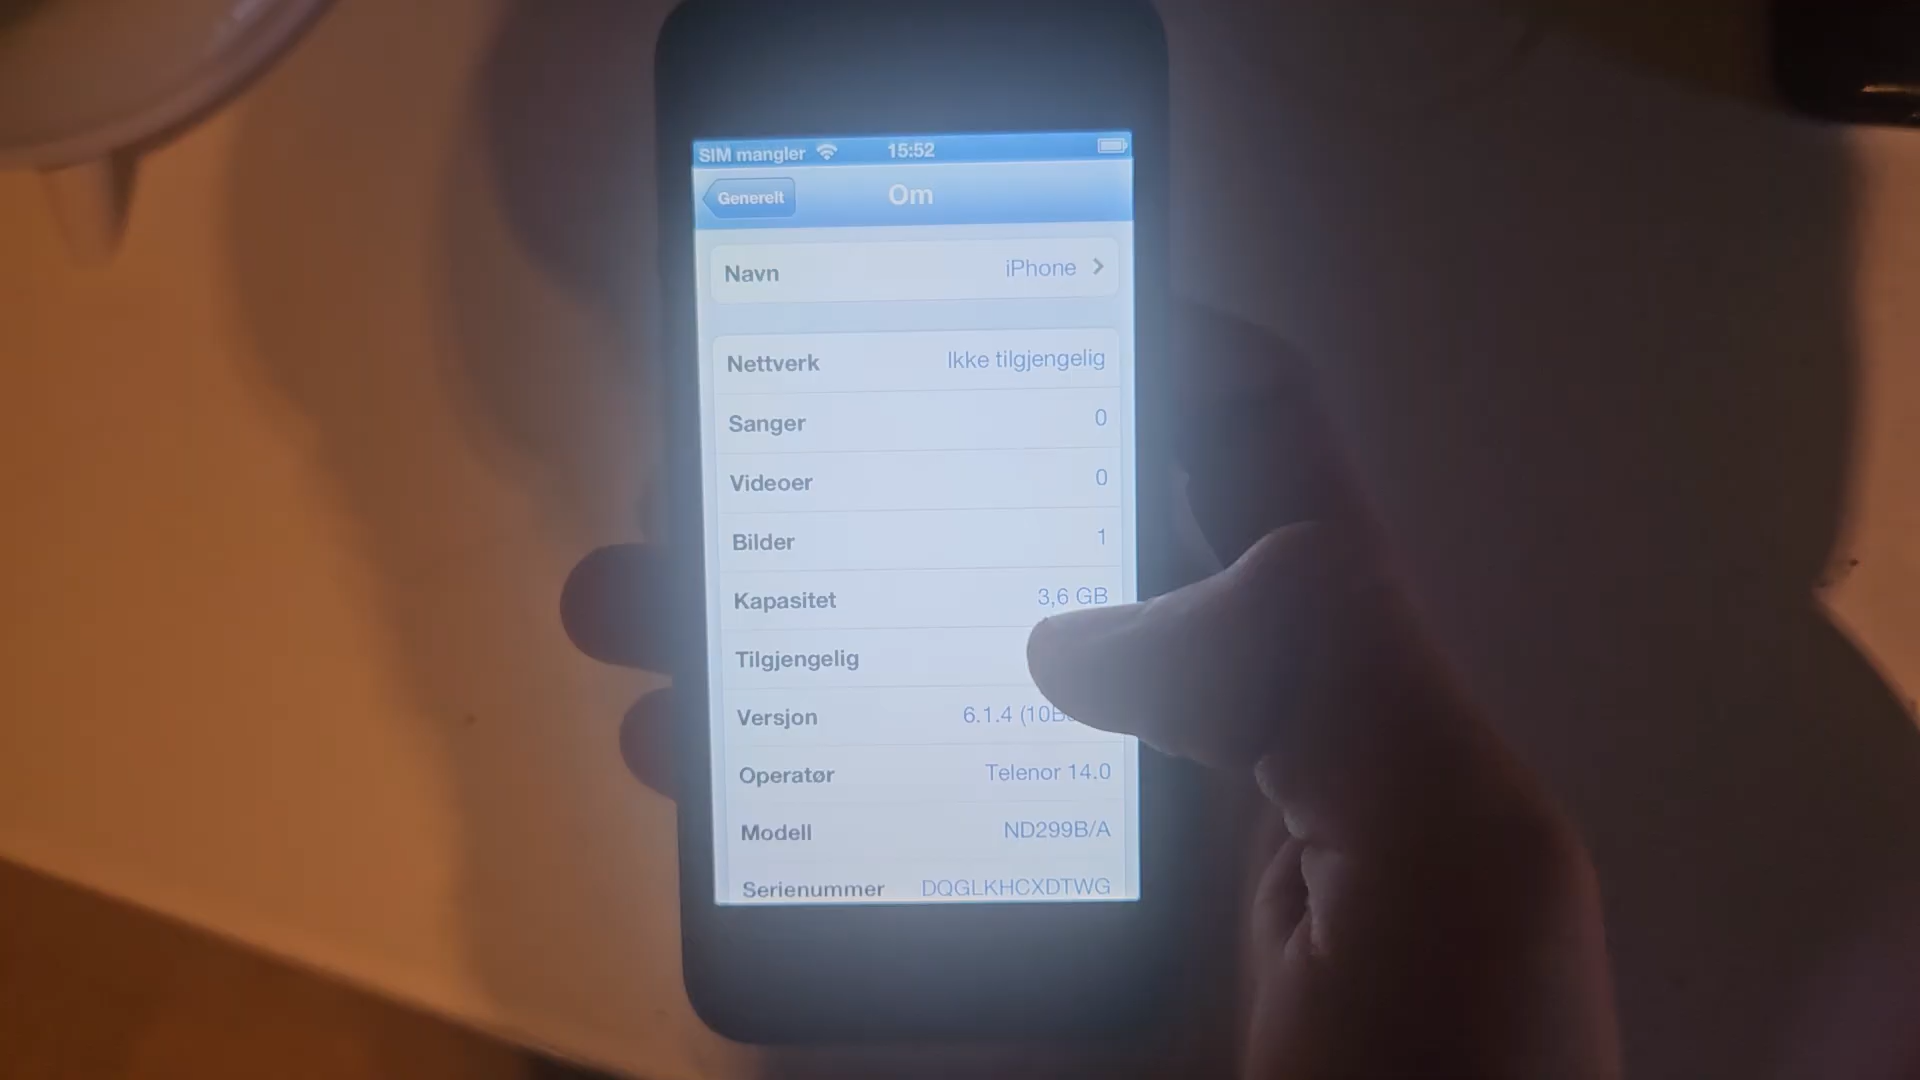 SIM mangler 15:52
Generelt Om
Navn iPhone
Nettverk Ikke tilgjengelig
Sanger 0
Videoer 0
Bilder 1
Kapasitet 3,6 GB
Tilgjengelig
Versjon 6.1.4
Operatør Telenor 14.0
Modell ND299B/A
Serienummer DQGLKHCXDTWG